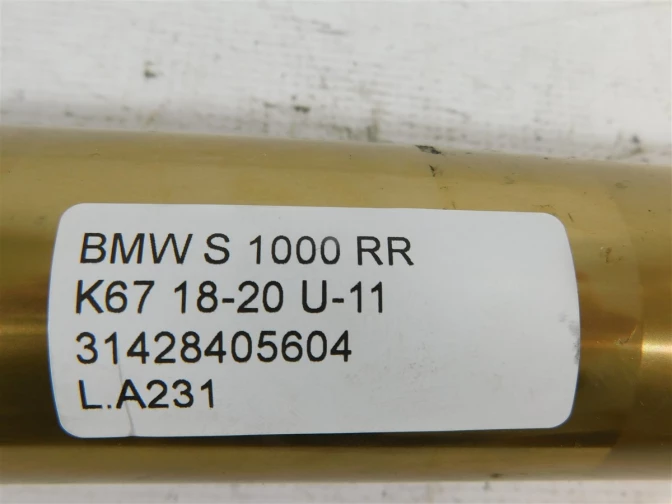 BMW S 1000 RR
K67 18-20 U-11
31428405604
L.A231